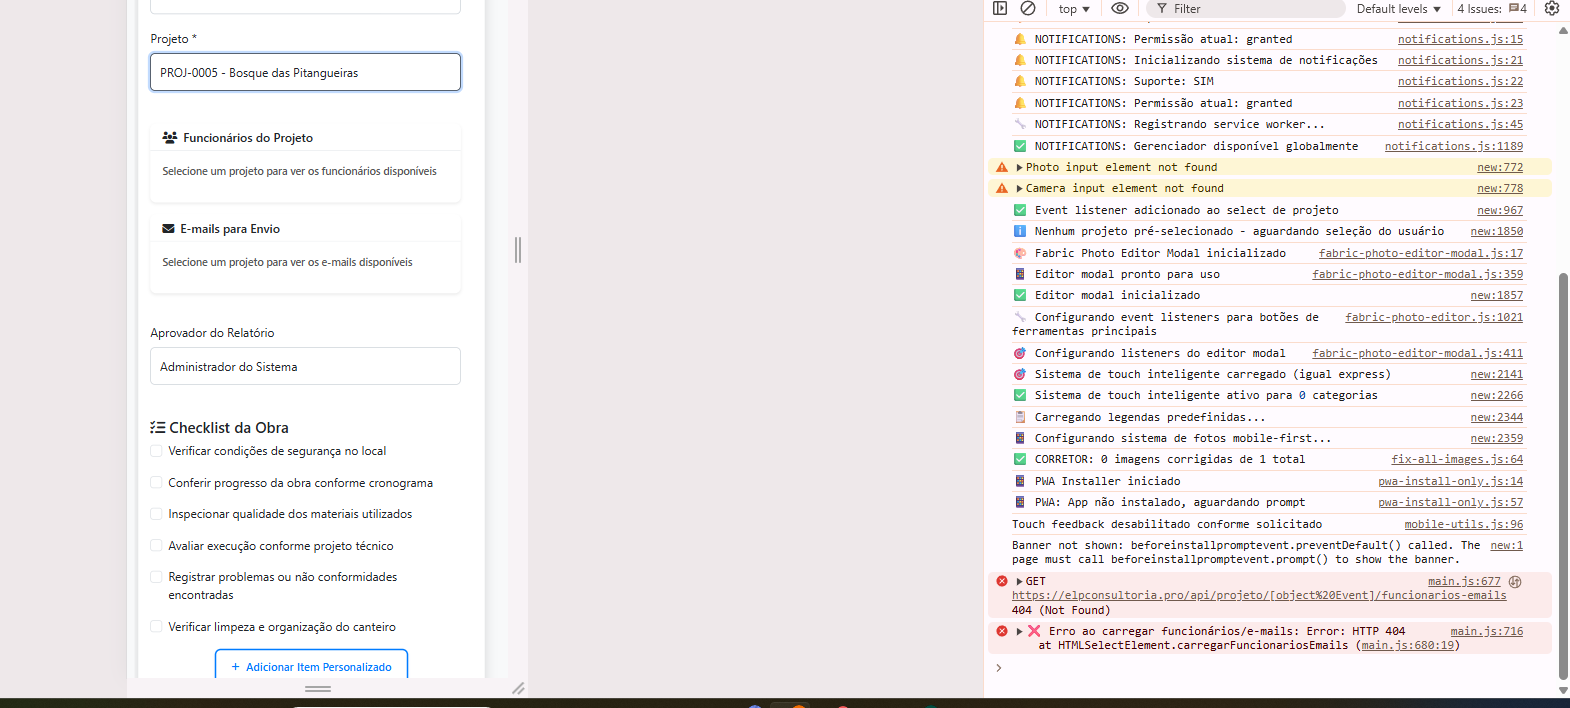 Projeto *
PROJ-0005 - Bosque das Pitangueiras
Funcionários do Projeto
Selecione um projeto para ver os funcionários disponíveis
E-mails para Envio
Selecione um projeto para ver os e-mails disponíveis
Aprovador do Relatório
Administrador do Sistema
Checklist da Obra
Verificar condições de segurança no local
Conferir progresso da obra conforme cronograma
Inspecionar qualidade dos materiais utilizados
Avaliar execução conforme projeto técnico
Registrar problemas ou não conformidades
encontradas
Verificar limpeza e organização do canteiro
+ Adicionar Item Personalizado
top Filter Default levels 4 Issues: 4
NOTIFICATIONS: Permissão atual: granted notifications.js:15
NOTIFICATIONS: Inicializando sistema de notificações notifications.js:21
NOTIFICATIONS: Suporte: SIM notifications.js:22
NOTIFICATIONS: Permissão atual: granted notifications.js:23
NOTIFICATIONS: Registrando service worker... notifications.js:45
NOTIFICATIONS: Gerenciador disponível globalmente notifications.js:1189
Photo input element not found new:772
Camera input element not found new:778
Event listener adicionado ao select de projeto new:967
Nenhum projeto pré-selecionado - aguardando seleção do usuário new:1850
Fabric Photo Editor Modal inicializado fabric-photo-editor-modal.js:17
Editor modal pronto para uso fabric-photo-editor-modal.js:359
Editor modal inicializado new:1857
Configurando event listeners para botões de fabric-photo-editor.js:1021
ferramentas principais
Configurando listeners do editor modal fabric-photo-editor-modal.js:411
Sistema de touch inteligente carregado (igual express) new:2141
Sistema de touch inteligente ativo para 0 categorias new:2266
Carregando legendas predefinidas... new:2344
Configurando sistema de fotos mobile-first... new:2359
CORRETOR: 0 imagens corrigidas de 1 total fix-all-images.js:64
PWA Installer iniciado pwa-install-only.js:14
PWA: App não instalado, aguardando prompt pwa-install-only.js:57
Touch feedback desabilitado conforme solicitado mobile-utils.js:96
Banner not shown: beforeinstallpromptevent.preventDefault() called. The new:1
page must call beforeinstallpromptevent.prompt() to show the banner.
GET main.js:677
https://elpconsultoria.pro/api/projeto/[object%20Event]/funcionarios-emails
404 (Not Found)
Erro ao carregar funcionários/e-mails: Error: HTTP 404 main.js:716
at HTMLSelectElement.carregarFuncionariosEmails (main.js:680:19)